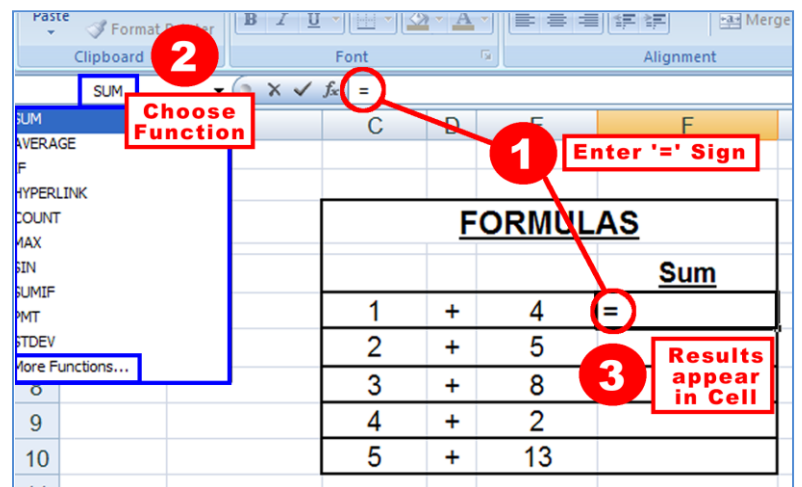 Paste
Format Painter
B I U
A
Merge
Clipboard
Font
Alignment
2
SUM
fx =
Choose
Function
SUM
AVERAGE
IF
HYPERLINK
COUNT
MAX
SIN
SUMIF
PMT
STDEV
More Functions...
C D E F
1
Enter '=' Sign
FORMULAS
Sum
1 + 4 =
2 + 5
3
Results
appear
in Cell
8 3 + 8
9 4 + 2
10 5 + 13